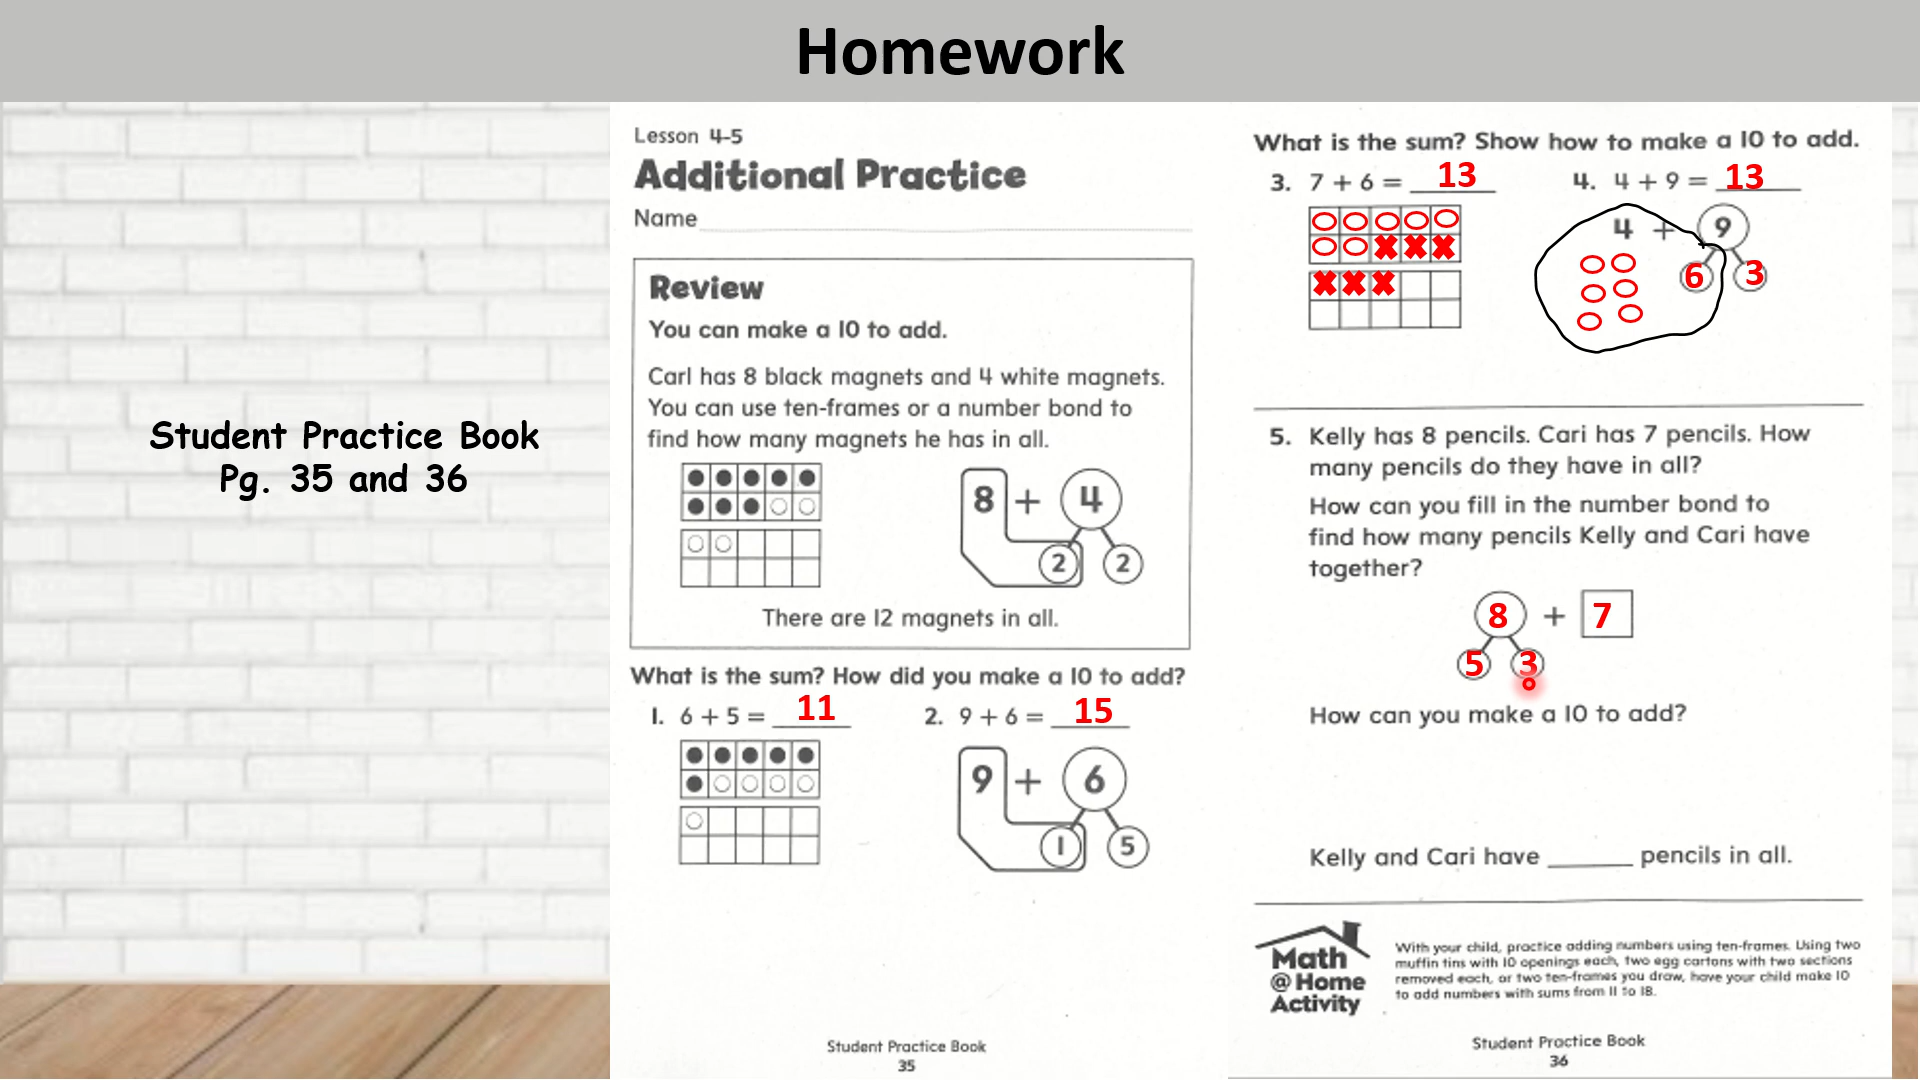 Homework
Student Practice Book
Pg. 35 and 36
Lesson 4-5
Additional Practice
Name
Review
You can make a 10 to add.
Carl has 8 black magnets and 4 white magnets.
You can use ten-frames or a number bond to
find how many magnets he has in all.
8 + 4
2 2
There are 12 magnets in all.
What is the sum? How did you make a 10 to add?
1. 6 + 5 = 11
2. 9 + 6 = 15
9 + 6
1 5
Student Practice Book
35
What is the sum? Show how to make a 10 to add.
3. 7 + 6 = 13
4. 4 + 9 = 13
4 + 9
6 3
5. Kelly has 8 pencils. Cari has 7 pencils. How
many pencils do they have in all?
How can you fill in the number bond to
find how many pencils Kelly and Cari have
together?
8 + 7
5 3
How can you make a 10 to add?
Kelly and Cari have ______ pencils in all.
Math
@ Home
Activity
With your child, practice adding numbers using ten-frames. Using two
muffin tins with 10 openings each, two egg cartons with two sections
removed each, or two ten-frames you draw, have your child make 10
to add numbers with sums from 11 to 18.
Student Practice Book
36